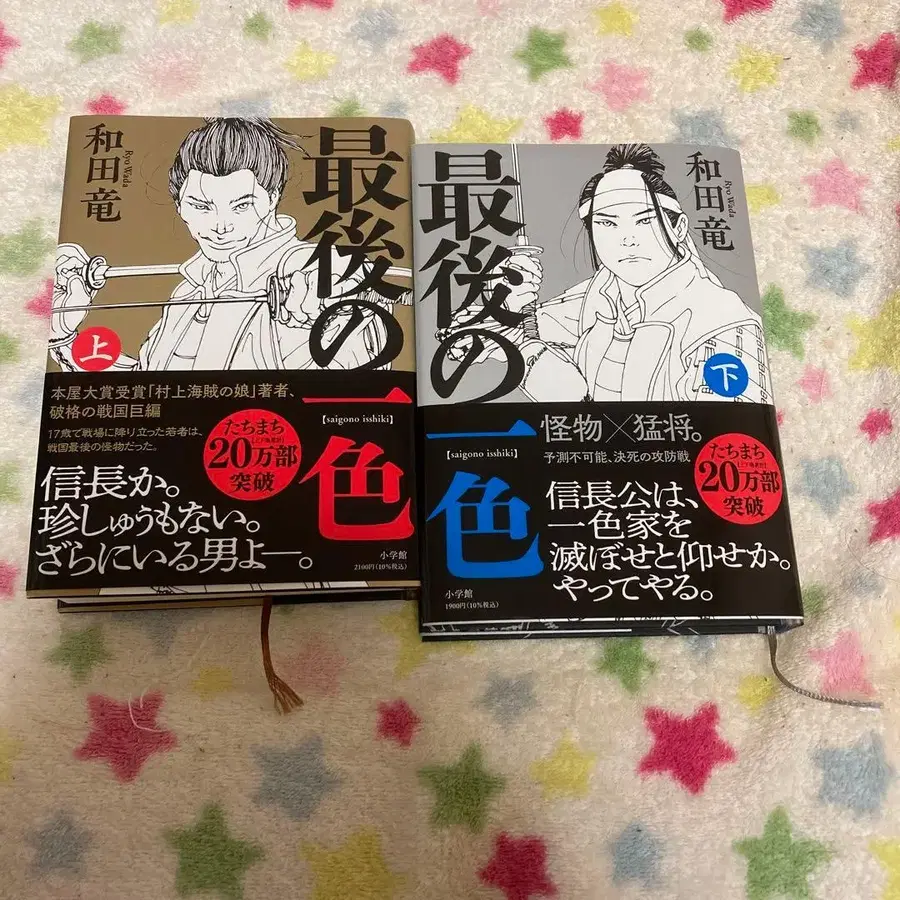 和田竜
Ryo Wada
最後の
一色
【saigono isshiki】
上
本屋大賞受賞「村上海賊の娘」著者、
破格の戦国巨編
17歳で戦場に降り立った若者は、
戦国最後の怪物だった。
たちまち
20万部
突破
信長か。
珍しゅうもない。
ざらにいる男よ―。
小学館
2100円(10%税込)
和田竜
Ryo Wada
最後の
一色
【saigono isshiki】
下
怪物×猛将。
予測不可能、決死の攻防戦
たちまち
20万部
突破
信長公は、
一色家を
滅ぼせと仰せか。
やってやる。
小学館
1900円(10%税込)